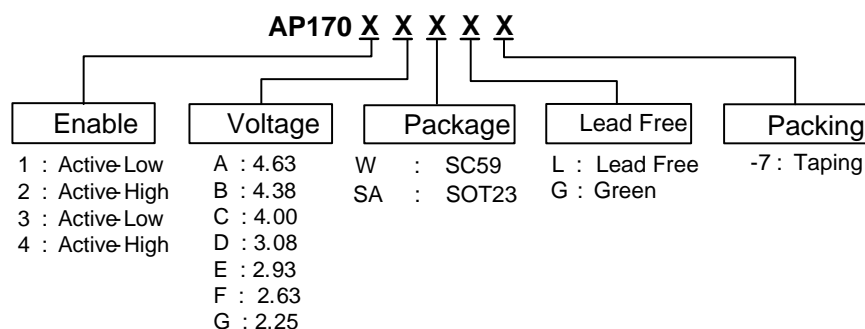 AP170 X X X X X
Enable
1 : Active-Low
2 : Active-High
3 : Active-Low
4 : Active-High
Voltage
A : 4.63
B : 4.38
C : 4.00
D : 3.08
E : 2.93
F : 2.63
G : 2.25
Package
W : SC59
SA : SOT23
Lead Free
L : Lead Free
G : Green
Packing
-7 : Taping